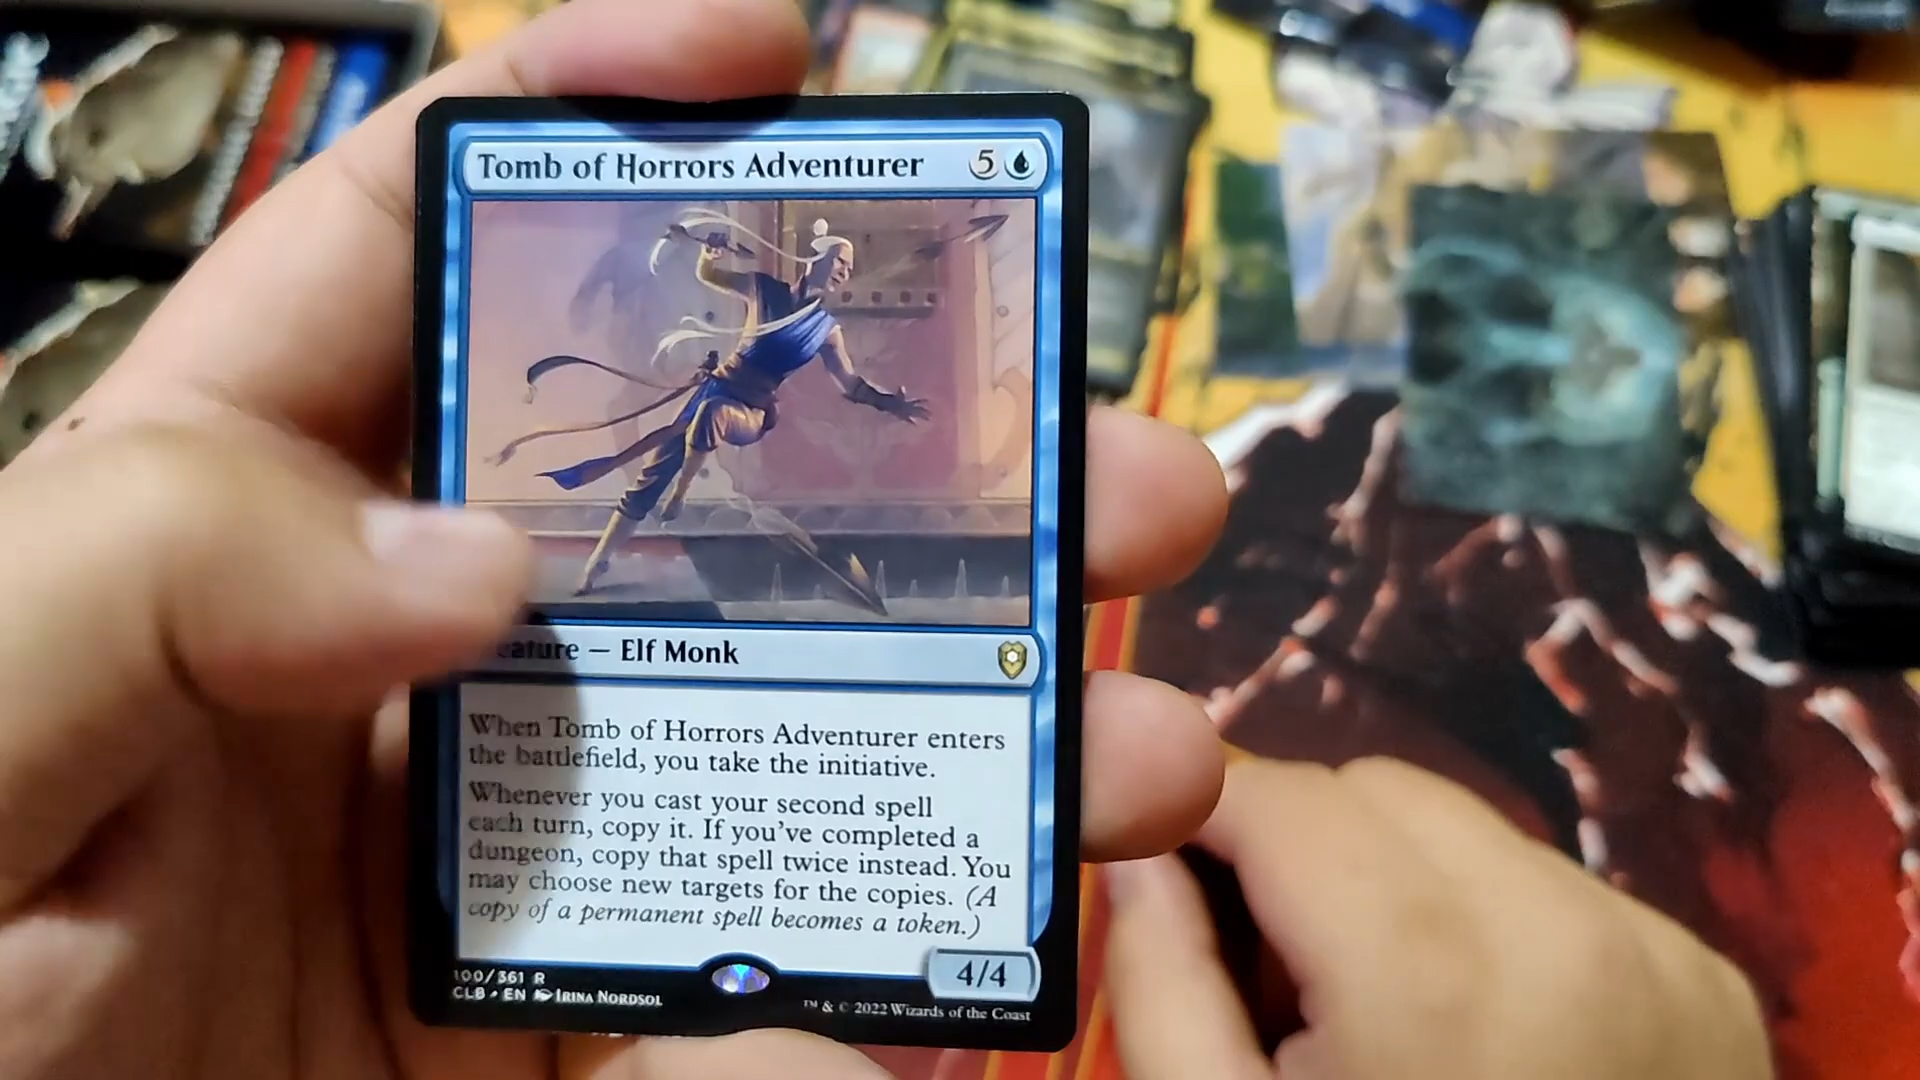 Tomb of Horrors Adventurer 5
eature — Elf Monk
When Tomb of Horrors Adventurer enters
the battlefield, you take the initiative.
Whenever you cast your second spell
each turn, copy it. If you've completed a
dungeon, copy that spell twice instead. You
may choose new targets for the copies. (A
copy of a permanent spell becomes a token.)
4/4
100/361 R
CLB • EN Irina Nordsol
™ & © 2022 Wizards of the Coast